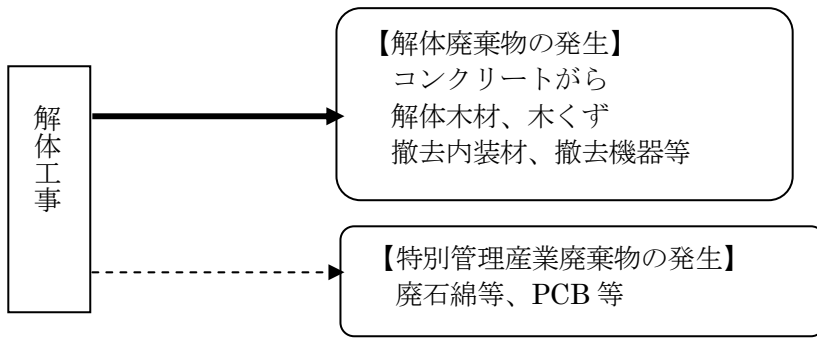 解体工事
【解体廃棄物の発生】
コンクリートがら
解体木材、木くず
撤去内装材、撤去機器等
【特別管理産業廃棄物の発生】
廃石綿等、PCB 等